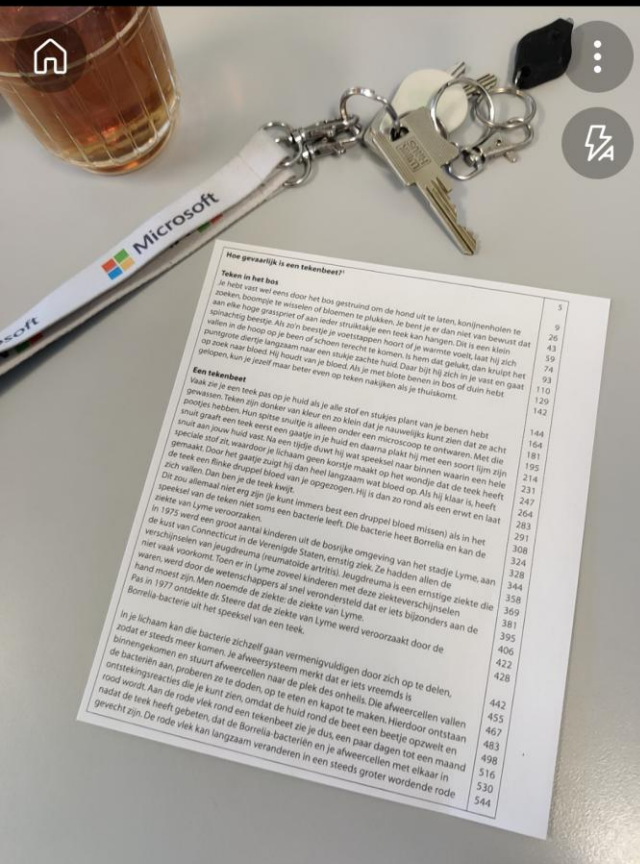 Microsoft
soft
Hoe gevaarlijk is een tekenbeet?¹ 5
Teken in het bos 9
Je hebt vast wel eens door het bos gestruind om de hond uit te laten, konijnenholen te 26
zoeken, boompje te wisselen of bloemen te plukken. Je bent je er dan niet van bewust dat 43
aan elke hoge grasspriet of aan ieder struiktakje een teek kan hangen. Dit is een klein 59
spinachtig beestje. Als zo'n beestje je voetstappen hoort of je warmte voelt, laat hij zich 74
vallen in de hoop op je been of schoen terecht te komen. Is hem dat gelukt, dan kruipt het 93
puntgrote diertje langzaam naar een stukje zachte huid. Daar bijt hij zich in je vast en gaat 110
op zoek naar bloed. Hij houdt van je bloed. Als je met blote benen in bos of duin hebt 129
gelopen, kun je jezelf maar beter even op teken nakijken als je thuiskomt. 142
Een tekenbeet 144
Vaak zie je een teek pas op je huid als je alle stof en stukjes plant van je benen hebt 164
gewassen. Teken zijn donker van kleur en zo klein dat je nauwelijks kunt zien dat ze acht 181
pootjes hebben. Hun spitse snuitje is alleen onder een microscoop te ontwaren. Met die 195
snuit graaft een teek eerst een gaatje in je huid en daarna plakt hij met een soort lijm zijn 214
snuit aan jouw huid vast. Na een tijdje duwt hij wat speeksel naar binnen waarin een hele 231
speciale stof zit, waardoor je lichaam geen korstje maakt op het wondje dat de teek heeft 247
gemaakt. Door het gaatje zuigt hij dan heel langzaam wat bloed op. Als hij klaar is, heeft 264
de teek een flinke druppel bloed van je opgezogen. Hij is dan zo rond als een erwt en laat 283
zich vallen. Dan ben je de teek kwijt. 291
Dit zou allemaal niet erg zijn (je kunt immers best een druppel bloed missen) als in het 308
speeksel van de teken niet soms een bacterie leeft. Die bacterie heet Borrelia en kan de 324
ziekte van Lyme veroorzaken. 328
In 1975 werd een groot aantal kinderen uit de bosrijke omgeving van het stadje Lyme, aan 344
de kust van Connecticut in de Verenigde Staten, ernstig ziek. Ze hadden allen de 358
verschijnselen van jeugdreuma (reumatoïde artritis). Jeugdreuma is een ernstige ziekte die 369
niet vaak voorkomt. Toen er in Lyme zoveel kinderen met deze ziekteverschijnselen 381
waren, werd door de wetenschappers al snel verondersteld dat er iets bijzonders aan de 395
hand moest zijn. Men noemde de ziekte: de ziekte van Lyme. 406
Pas in 1977 ontdekte dr. Steere dat de ziekte van Lyme werd veroorzaakt door de 422
Borrelia-bacterie uit het speeksel van een teek. 428
In je lichaam kan die bacterie zichzelf gaan vermenigvuldigen door zich op te delen, 442
zodat er steeds meer komen. Je afweersysteem merkt dat er iets vreemds is 455
binnengekomen en stuurt afweercellen naar de plek des onheils. Die afweercellen vallen 467
de bacteriën aan, proberen ze te doden, op te eten en kapot te maken. Hierdoor ontstaan 483
ontstekingsreacties die je kunt zien, omdat de huid rond de beet een beetje opzwelt en 498
rood wordt. Aan de rode vlek rond een tekenbeet zie je dus, een paar dagen tot een maand 516
nadat de teek heeft gebeten, dat de Borrelia-bacteriën en je afweercellen met elkaar in 530
gevecht zijn. De rode vlek kan langzaam veranderen in een steeds groter wordende rode 544